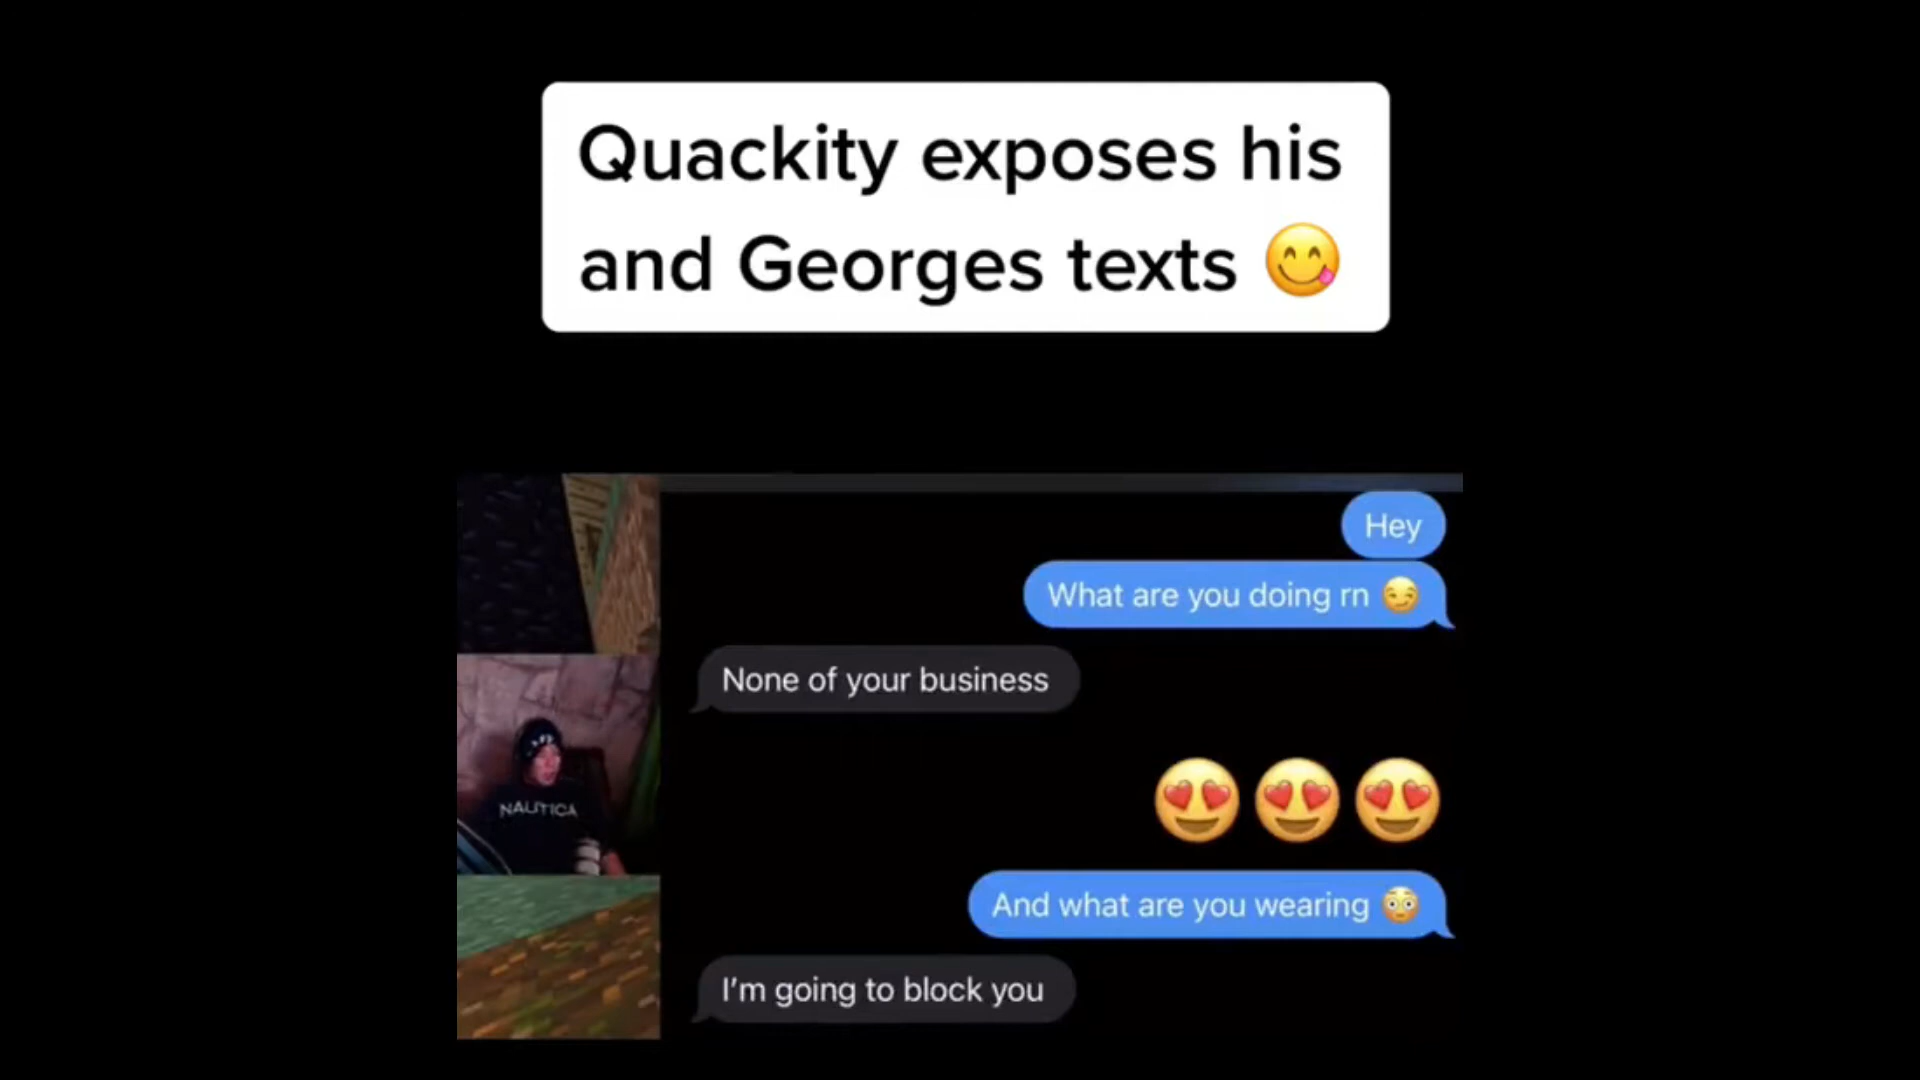 Quackity exposes his
and Georges texts 😋
Hey
What are you doing rn 😏
None of your business
😍😍😍
NAUTICA
And what are you wearing 😳
I'm going to block you